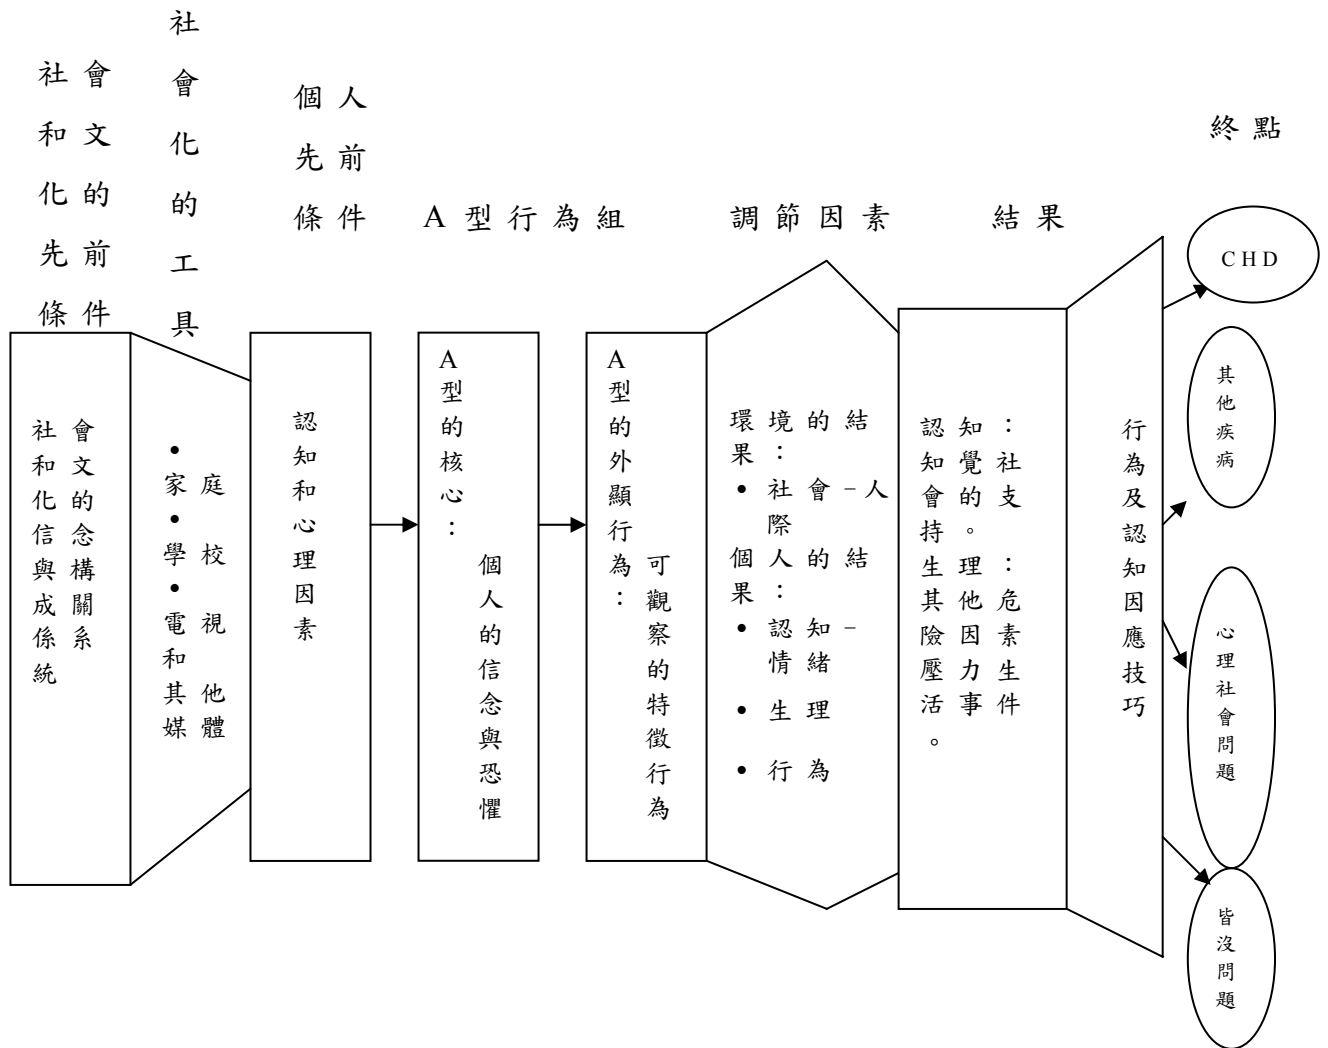 社會
和文
化的
先前
條件
社會化的工具
個人
先前
條件
A型行為組
調節因素
結果
終點
社會
和文
化的
信念
與構
成關
係系
統
•
家庭
•
學校
•
電視
和
其他
媒體
認知和心理因素
A型的核心：
個人的信念與恐懼
A型的外顯行為：
可觀察的特徵行為
環境的結
果：
•社會–人
際
個人的結
果：
•認知–
情緒
•生理
•行為
認知：
知覺社
會的支
持。
生理：
其他危
險因素
壓力生
活事件
。
行為及認知因應技巧
CHD
其他疾病
心理社會問題
皆沒問題